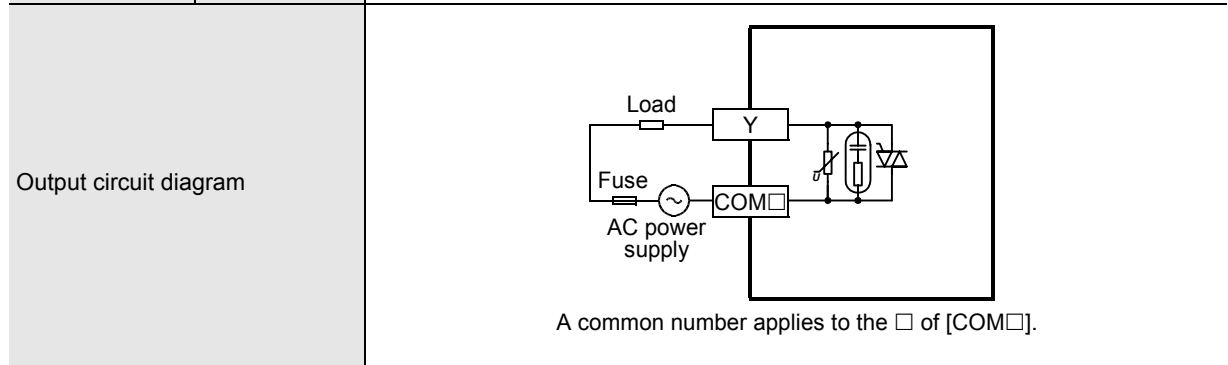 Output circuit diagram
Load
Y
Fuse
COM□
AC power
supply
U
A common number applies to the □ of [COM□].